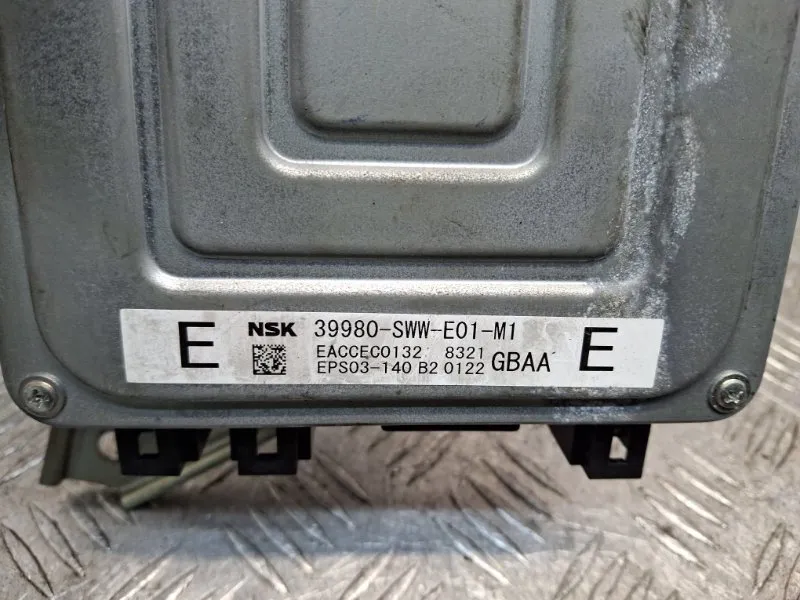 E NSK 39980-SWW-E01-M1 E
EACCEC0132 8321
EPS03-140 B2 0122 GBAA